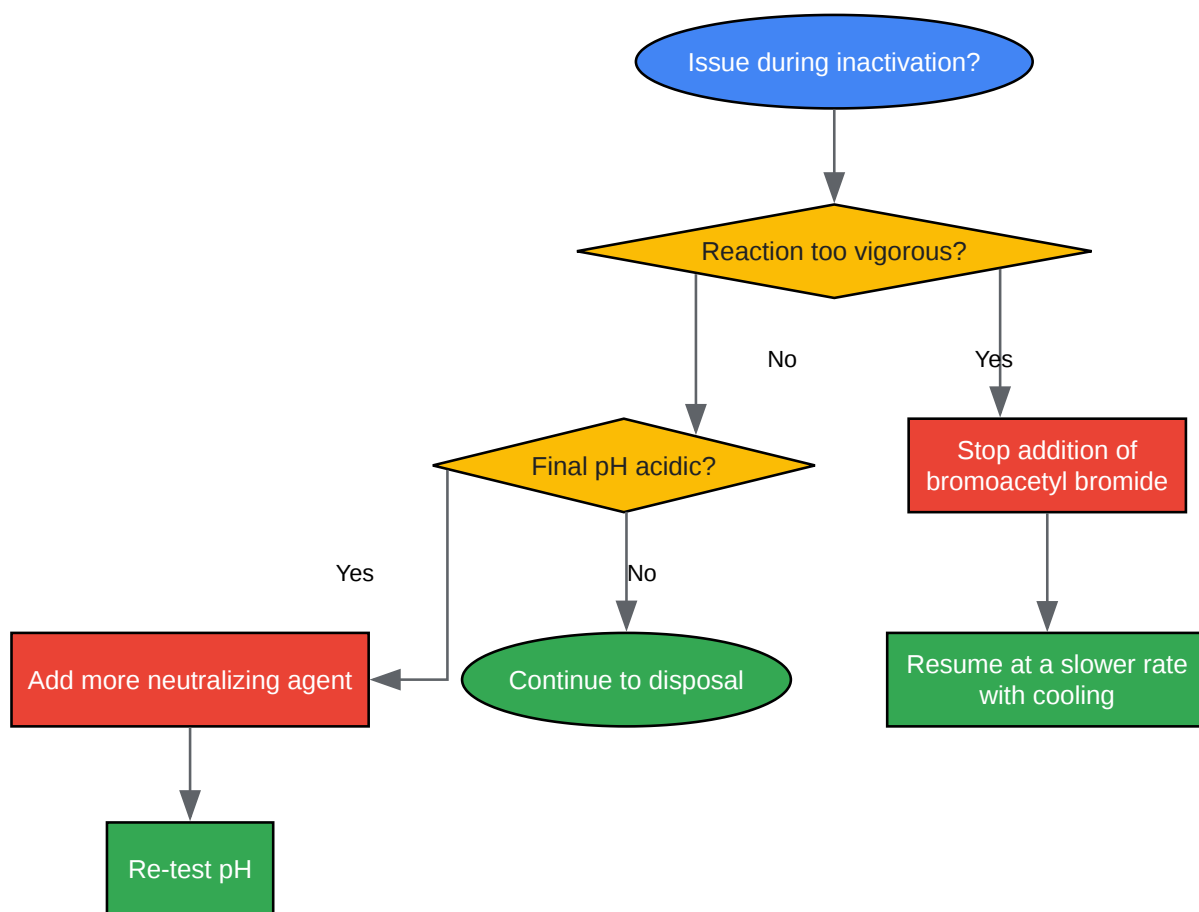 Issue during inactivation?
Reaction too vigorous?
No
Yes
Stop addition of
bromoacetyl bromide
Final pH acidic?
Yes
No
Add more neutralizing agent
Continue to disposal
Resume at a slower rate
with cooling
Re-test pH